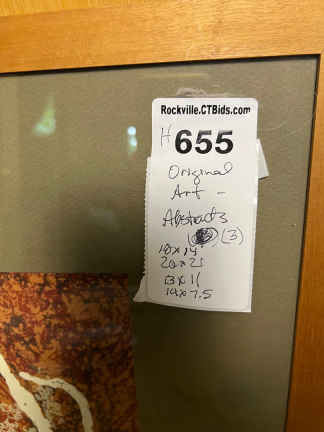 Rockville.CTBids.com
H 655
Original
Art -
Abstracts
(3)
18x14
20x21
13x11
14x7.5